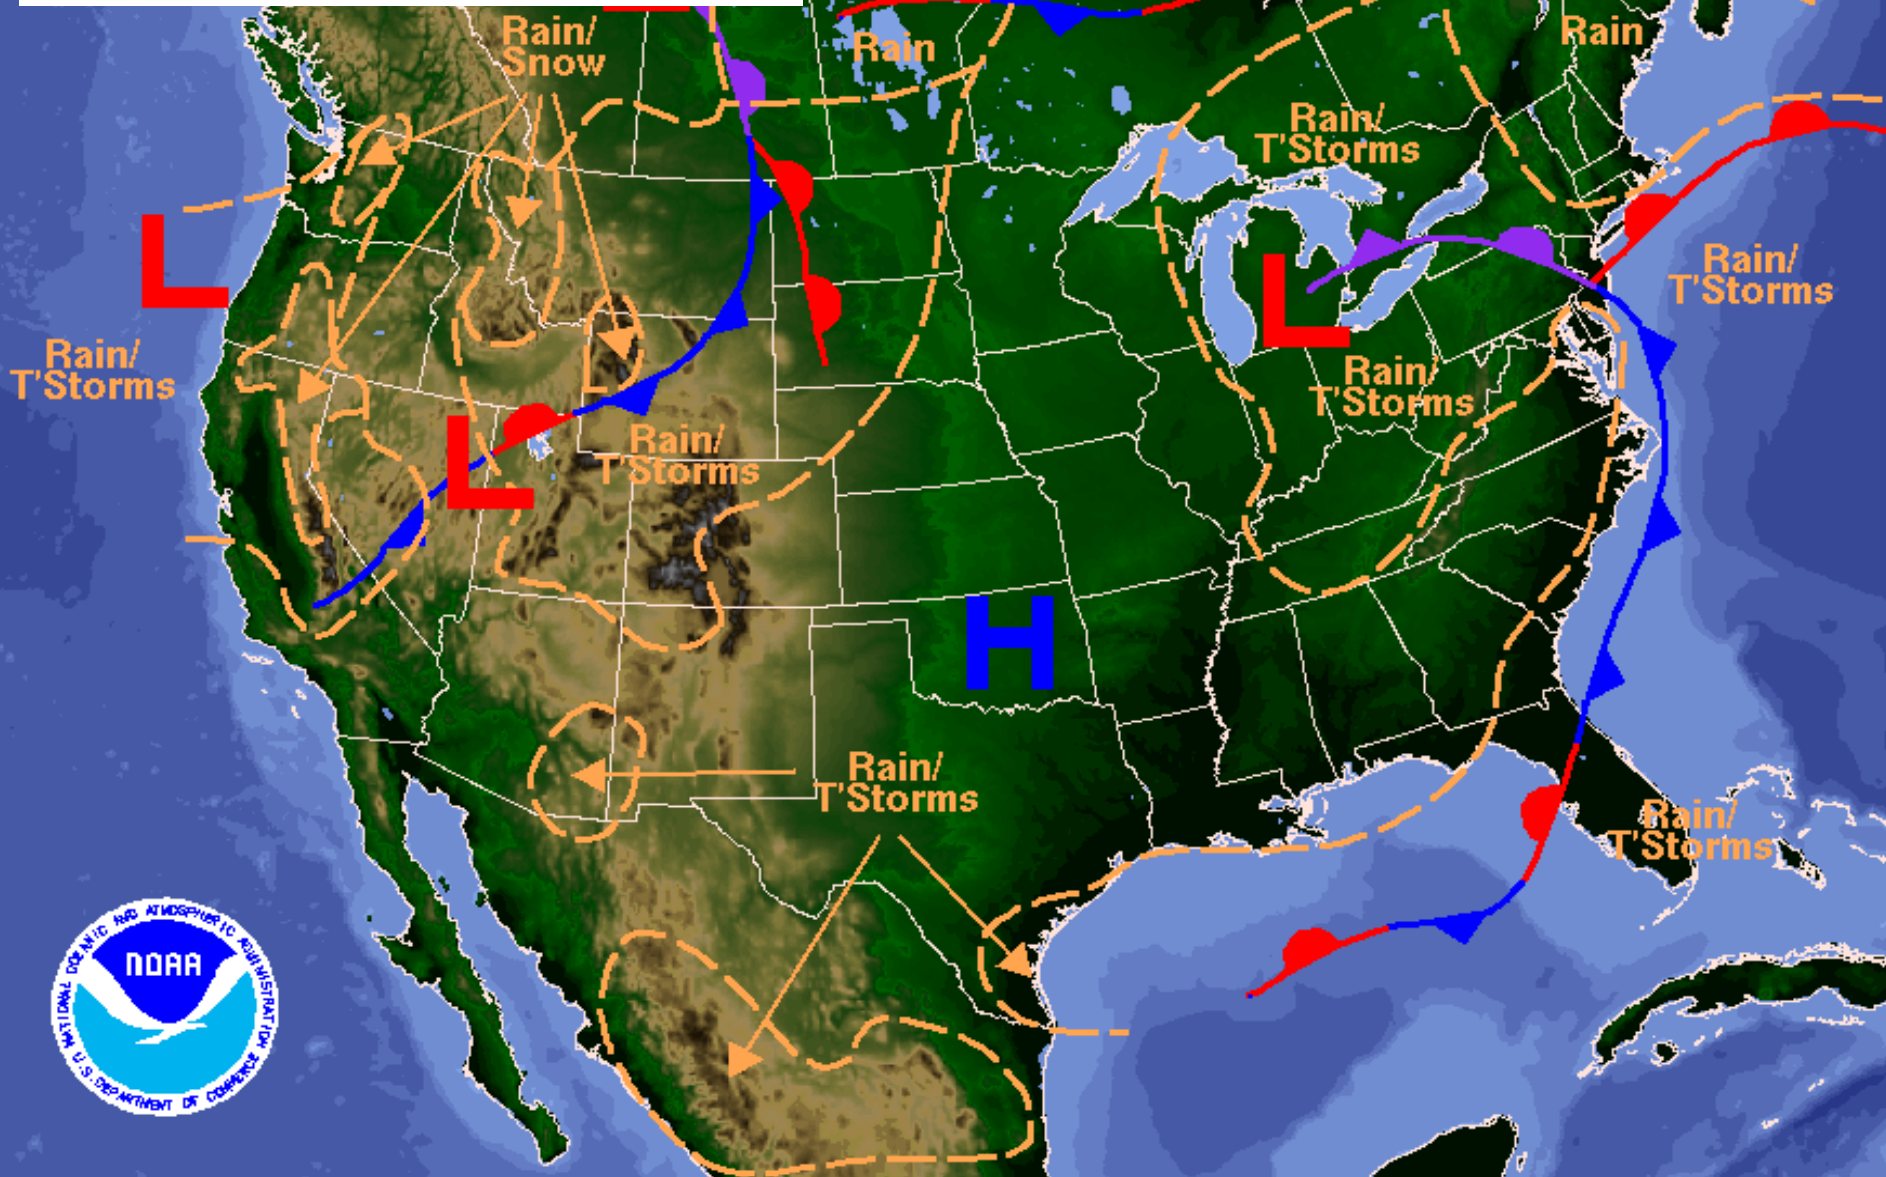 Rain/
Snow
Rain
Rain
Rain/
T'Storms
Rain/
T'Storms
Rain/
T'Storms
Rain/
T'Storms
Rain/
T'Storms
Rain/
T'Storms
Rain/
T'Storms
L
L
L
H
NATIONAL OCEANIC AND ATMOSPHERIC ADMINISTRATION
NOAA
U.S. DEPARTMENT OF COMMERCE